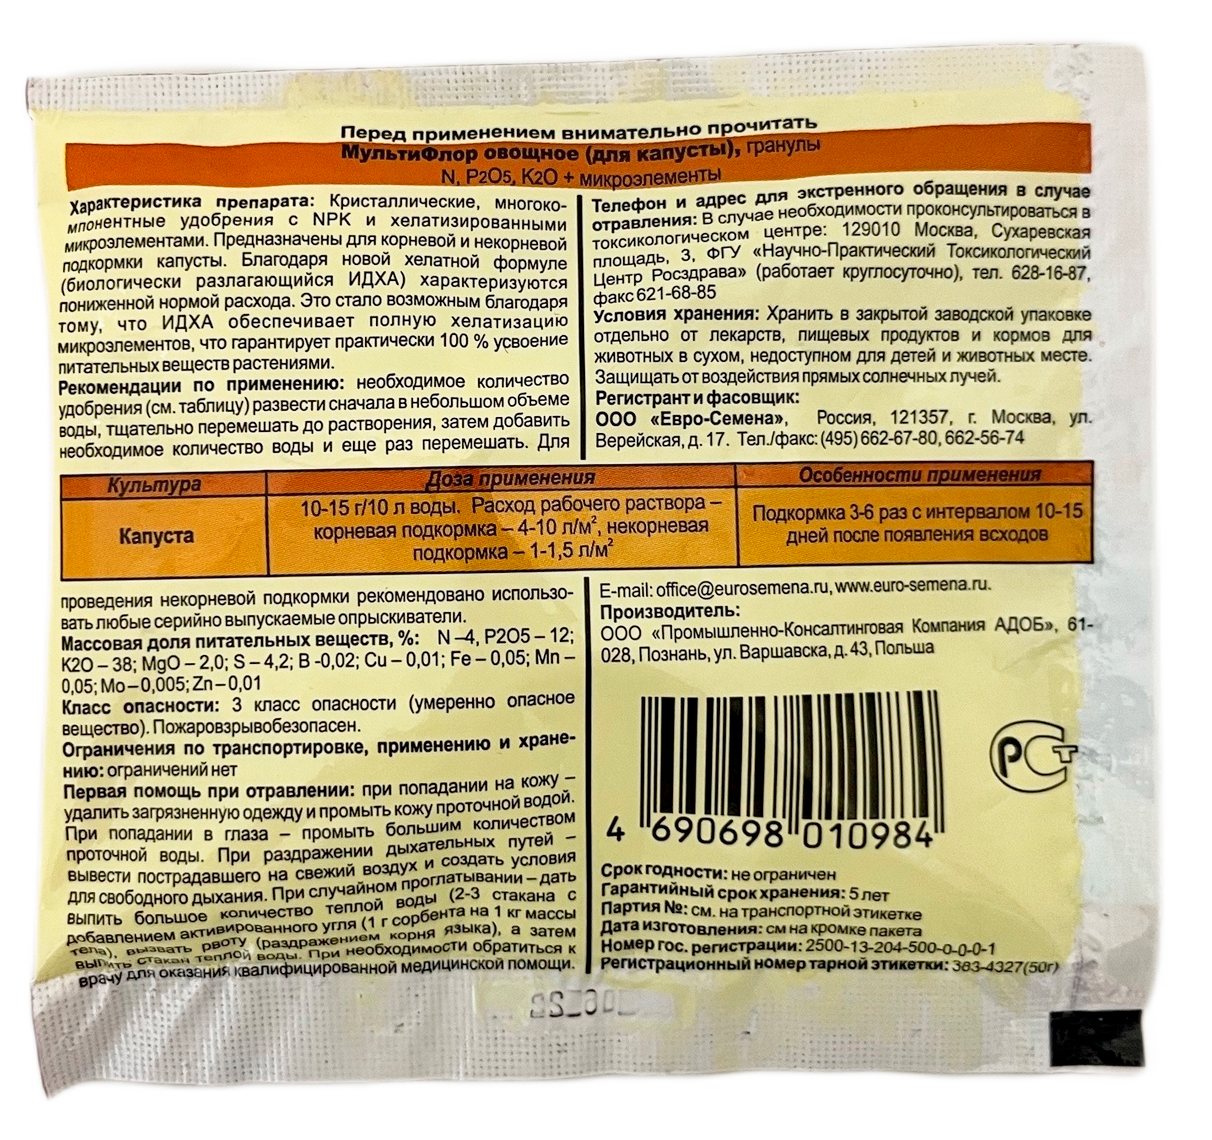 Перед применением внимательно прочитать
МультиФлор овощное (для капусты), гранулы
N, P2O5, K2O + микроэлементы
Характеристика препарата: Кристаллические, многоко-
мпонентные удобрения с NPK и хелатизированными
микроэлементами. Предназначены для корневой и некорневой
подкормки капусты. Благодаря новой хелатной формуле
(биологически разлагающийся ИДХА) характеризуются
пониженной нормой расхода. Это стало возможным благодаря
тому, что ИДХА обеспечивает полную хелатизацию
микроэлементов, что гарантирует практически 100 % усвоение
питательных веществ растениями.
Рекомендации по применению: необходимое количество
удобрения (см. таблицу) развести сначала в небольшом объеме
воды, тщательно перемешать до растворения, затем добавить
необходимое количество воды и еще раз перемешать. Для
Телефон и адрес для экстренного обращения в случае
отравления: В случае необходимости проконсультироваться в
токсикологическом центре: 129010 Москва, Сухаревская
площадь, 3, ФГУ «Научно-Практический Токсикологический
Центр Росздрава» (работает круглосуточно), тел. 628-16-87,
факс 621-68-85
Условия хранения: Хранить в закрытой заводской упаковке
отдельно от лекарств, пищевых продуктов и кормов для
животных в сухом, недоступном для детей и животных месте.
Защищать от воздействия прямых солнечных лучей.
Регистрант и фасовщик:
ООО «Евро-Семена», Россия, 121357, г. Москва, ул.
Верейская, д. 17. Тел./факс: (495) 662-67-80, 662-56-74
Культура
Доза применения
Особенности применения
Капуста
10-15 г/10 л воды. Расход рабочего раствора –
корневая подкормка – 4-10 л/м², некорневая
подкормка – 1-1,5 л/м²
Подкормка 3-6 раз с интервалом 10-15
дней после появления всходов
проведения некорневой подкормки рекомендовано использо-
вать любые серийно выпускаемые опрыскиватели.
Массовая доля питательных веществ, %: N –4, P2O5 – 12;
K2O – 38; MgO – 2,0; S – 4,2; B -0,02; Cu – 0,01; Fe – 0,05; Mn –
0,05; Mo – 0,005; Zn – 0,01
Класс опасности: 3 класс опасности (умеренно опасное
вещество). Пожаровзрывобезопасен.
Ограничения по транспортировке, применению и хране-
нию: ограничений нет
Первая помощь при отравлении: при попадании на кожу –
удалить загрязненную одежду и промыть кожу проточной водой.
При попадании в глаза – промыть большим количеством
проточной воды. При раздражении дыхательных путей –
вывести пострадавшего на свежий воздух и создать условия
для свободного дыхания. При случайном проглатывании – дать
выпить большое количество теплой воды (2-3 стакана с
добавлением активированного угля (1 г сорбента на 1 кг массы
тела), вызвать рвоту (раздражением корня языка), а затем
выпить стакан теплой воды. При необходимости обратиться к
врачу для оказания квалифицированной медицинской помощи.
E-mail: office@eurosemena.ru, www.euro-semena.ru.
Производитель:
ООО «Промышленно-Консалтинговая Компания АДОБ», 61-
028, Познань, ул. Варшавска, д. 43, Польша
РСт
4 690698 010984
Срок годности: не ограничен
Гарантийный срок хранения: 5 лет
Партия №: см. на транспортной этикетке
Дата изготовления: см на кромке пакета
Номер гос. регистрации: 2500-13-204-500-0-0-0-1
Регистрационный номер тарной этикетки: 383-4327(50г)